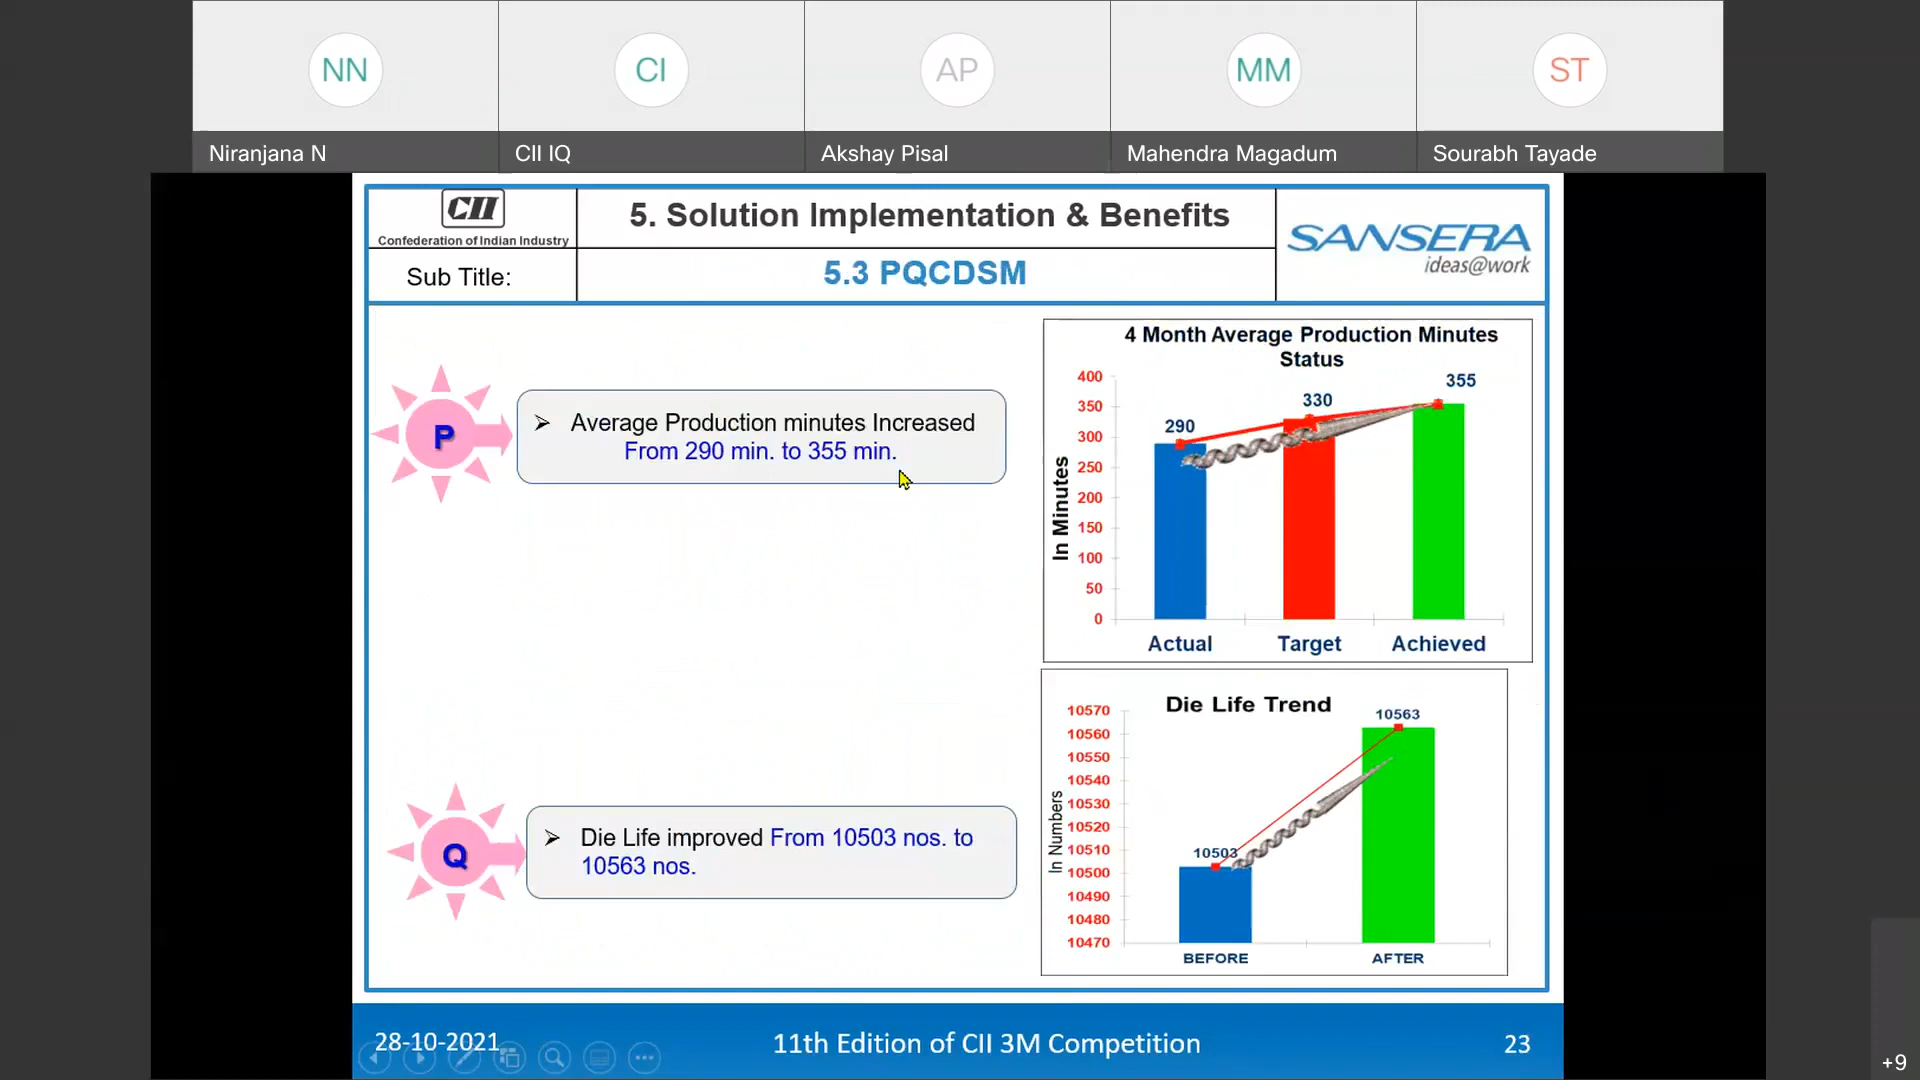 NN
CI
AP
MM
ST
Niranjana N
CII IQ
Akshay Pisal
Mahendra Magadum
Sourabh Tayade
CII
Confederation of Indian Industry
5. Solution Implementation & Benefits
SANSERA
ideas@work
Sub Title:
5.3 PQCDSM
P
➢ Average Production minutes Increased
From 290 min. to 355 min.
4 Month Average Production Minutes
Status
In Minutes
400
350
300
250
200
150
100
50
0
290
330
355
Actual
Target
Achieved
Q
➢ Die Life improved From 10503 nos. to
10563 nos.
Die Life Trend
In Numbers
10570
10560
10550
10540
10530
10520
10510
10500
10490
10480
10470
10503
10563
BEFORE
AFTER
28-10-2021
11th Edition of CII 3M Competition
23
+9